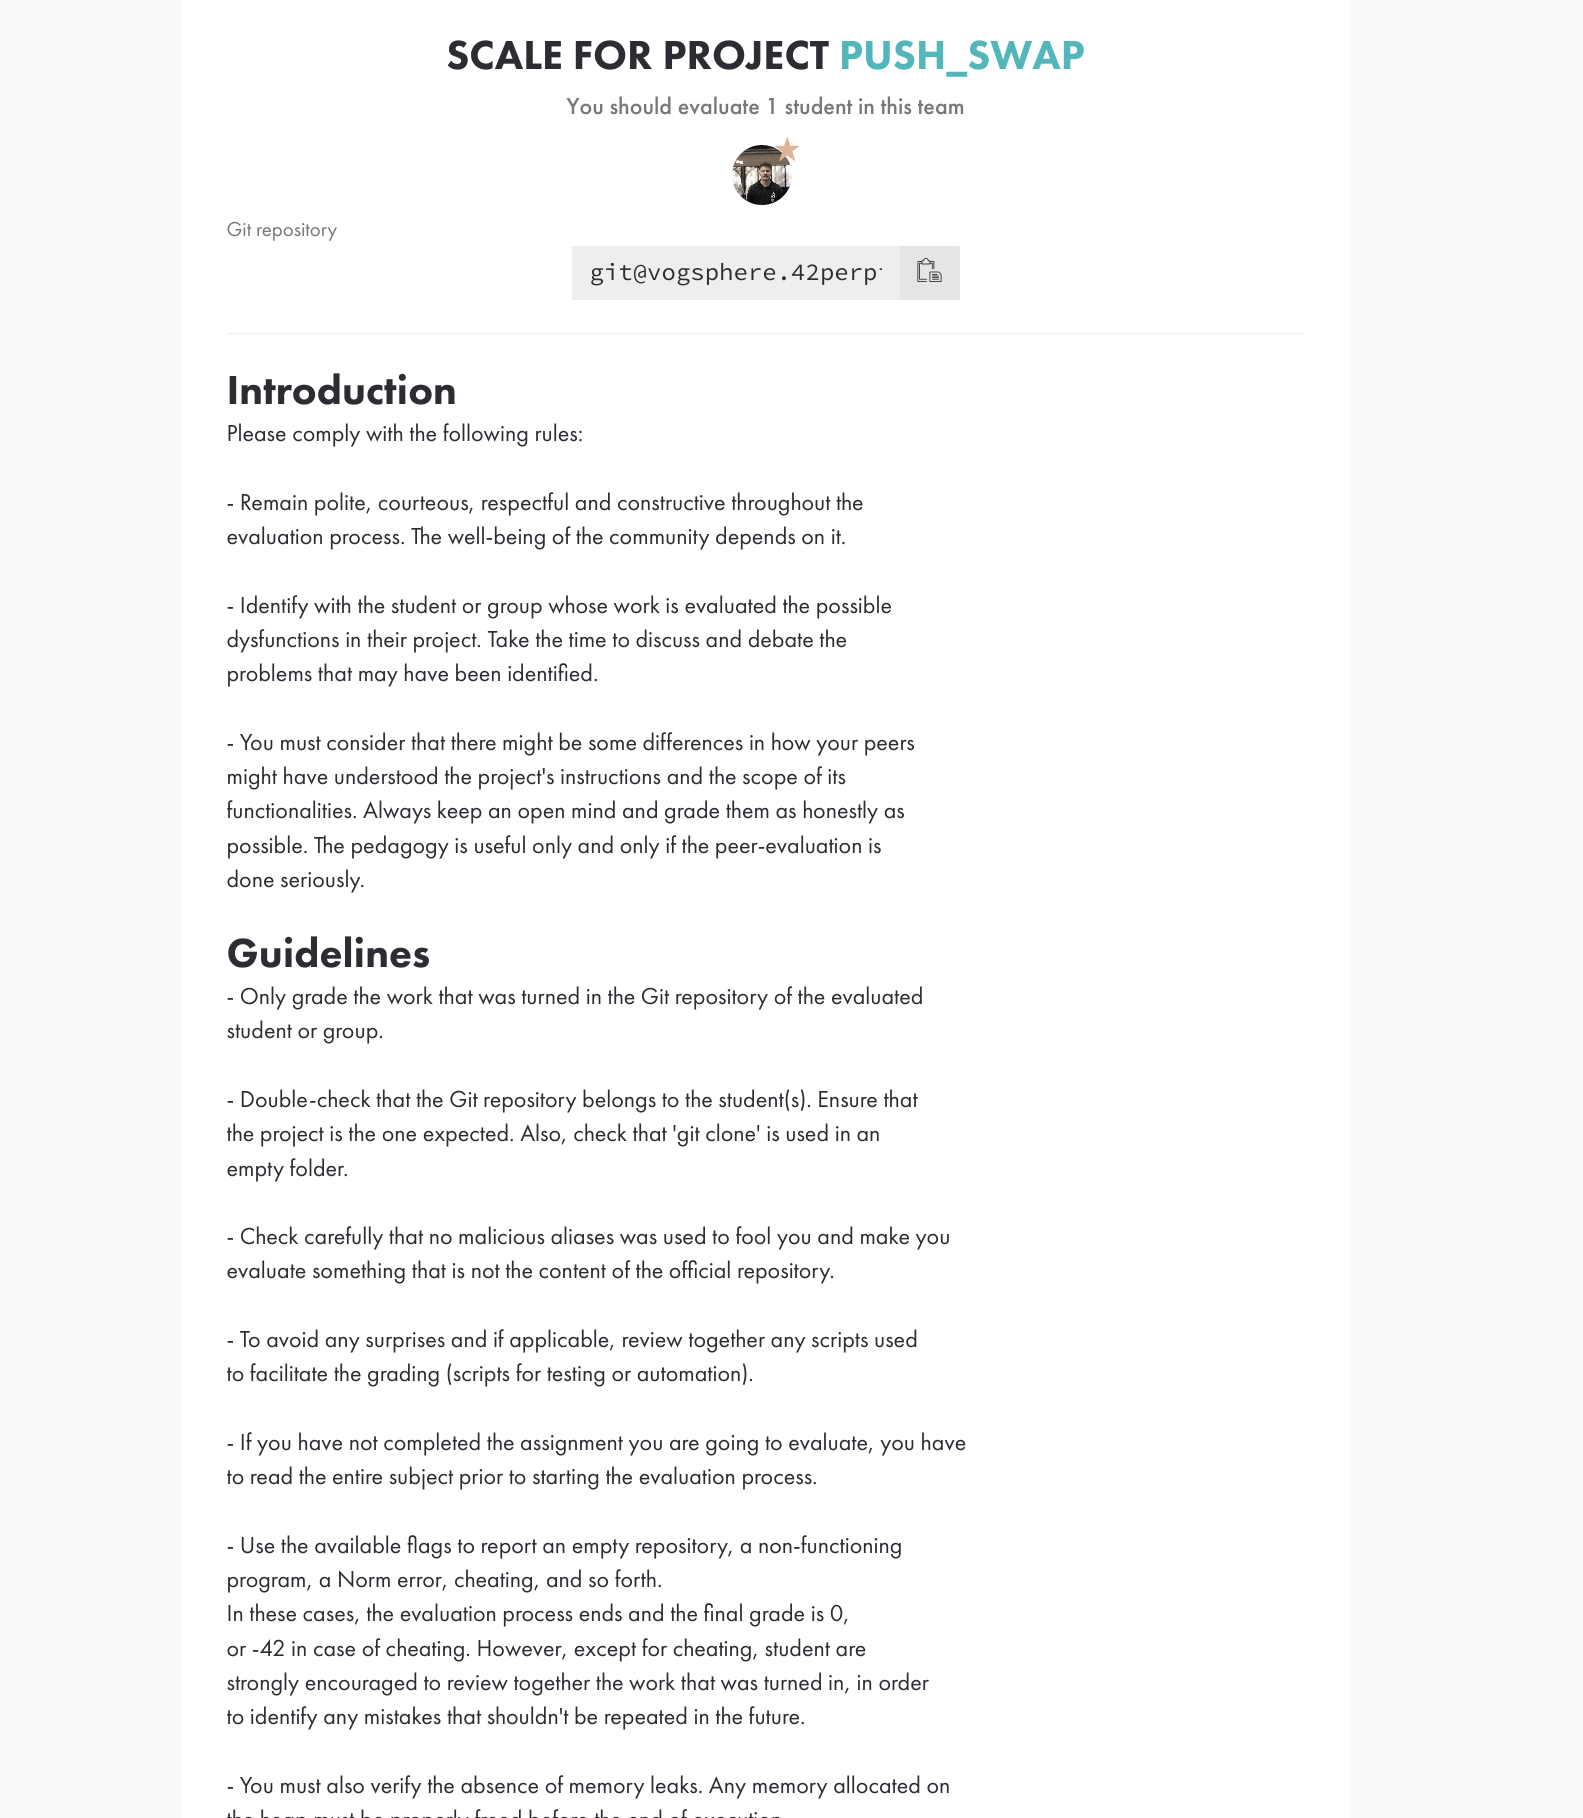 SCALE FOR PROJECT PUSH_SWAP
You should evaluate 1 student in this team
Git repository
git@vogsphere.42perp
Introduction
Please comply with the following rules:
- Remain polite, courteous, respectful and constructive throughout the
evaluation process. The well-being of the community depends on it.
- Identify with the student or group whose work is evaluated the possible
dysfunctions in their project. Take the time to discuss and debate the
problems that may have been identified.
- You must consider that there might be some differences in how your peers
might have understood the project's instructions and the scope of its
functionalities. Always keep an open mind and grade them as honestly as
possible. The pedagogy is useful only and only if the peer-evaluation is
done seriously.
Guidelines
- Only grade the work that was turned in the Git repository of the evaluated
student or group.
- Double-check that the Git repository belongs to the student(s). Ensure that
the project is the one expected. Also, check that 'git clone' is used in an
empty folder.
- Check carefully that no malicious aliases was used to fool you and make you
evaluate something that is not the content of the official repository.
- To avoid any surprises and if applicable, review together any scripts used
to facilitate the grading (scripts for testing or automation).
- If you have not completed the assignment you are going to evaluate, you have
to read the entire subject prior to starting the evaluation process.
- Use the available flags to report an empty repository, a non-functioning
program, a Norm error, cheating, and so forth.
In these cases, the evaluation process ends and the final grade is 0,
or -42 in case of cheating. However, except for cheating, student are
strongly encouraged to review together the work that was turned in, in order
to identify any mistakes that shouldn't be repeated in the future.
- You must also verify the absence of memory leaks. Any memory allocated on
the heap must be properly freed before the end of execution.